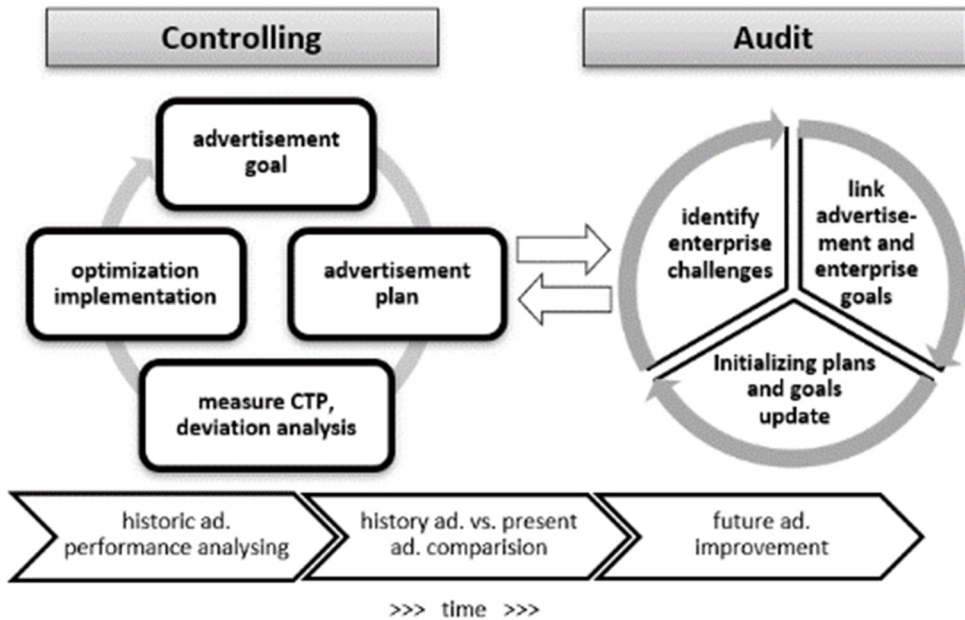 Controlling
Audit
advertisement
goal
advertisement
plan
measure CTP,
deviation analysis
optimization
implementation
identify
enterprise
challenges
link
advertise-
ment and
enterprise
goals
Initializing plans
and goals
update
historic ad.
performance analysing
history ad. vs. present
ad. comparision
future ad.
improvement
>>> time >>>